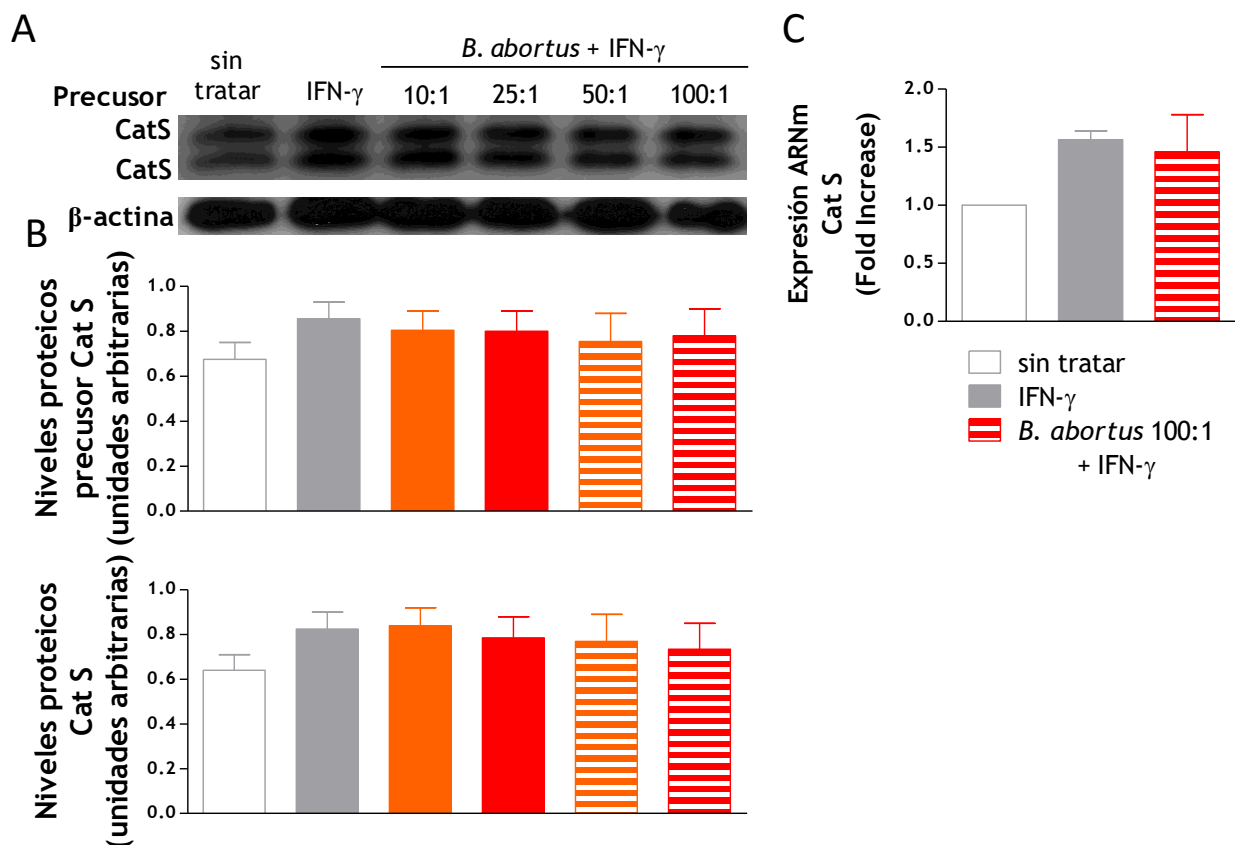 A
sin
tratar
IFN-γ
B. abortus + IFN-γ
10:1
25:1
50:1
100:1
Precusor
CatS
CatS
β-actina
B
Niveles proteicos
precusor Cat S
(unidades arbitrarias)
1.0
0.8
0.6
0.4
0.2
0.0
Niveles proteicos
Cat S
(unidades arbitrarias)
1.0
0.8
0.6
0.4
0.2
0.0
C
Expresión ARNm
Cat S
(Fold Increase)
2.0
1.5
1.0
0.5
0.0
sin tratar
IFN-γ
B. abortus 100:1
+ IFN-γ